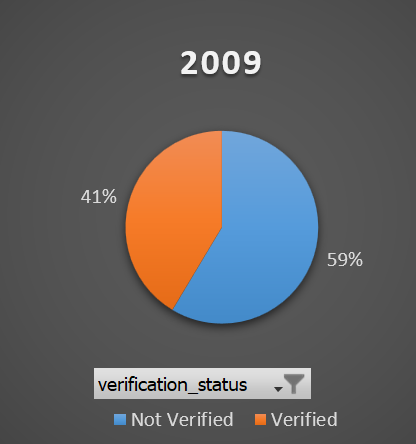 2009
41%
59%
verification_status
Not Verified Verified